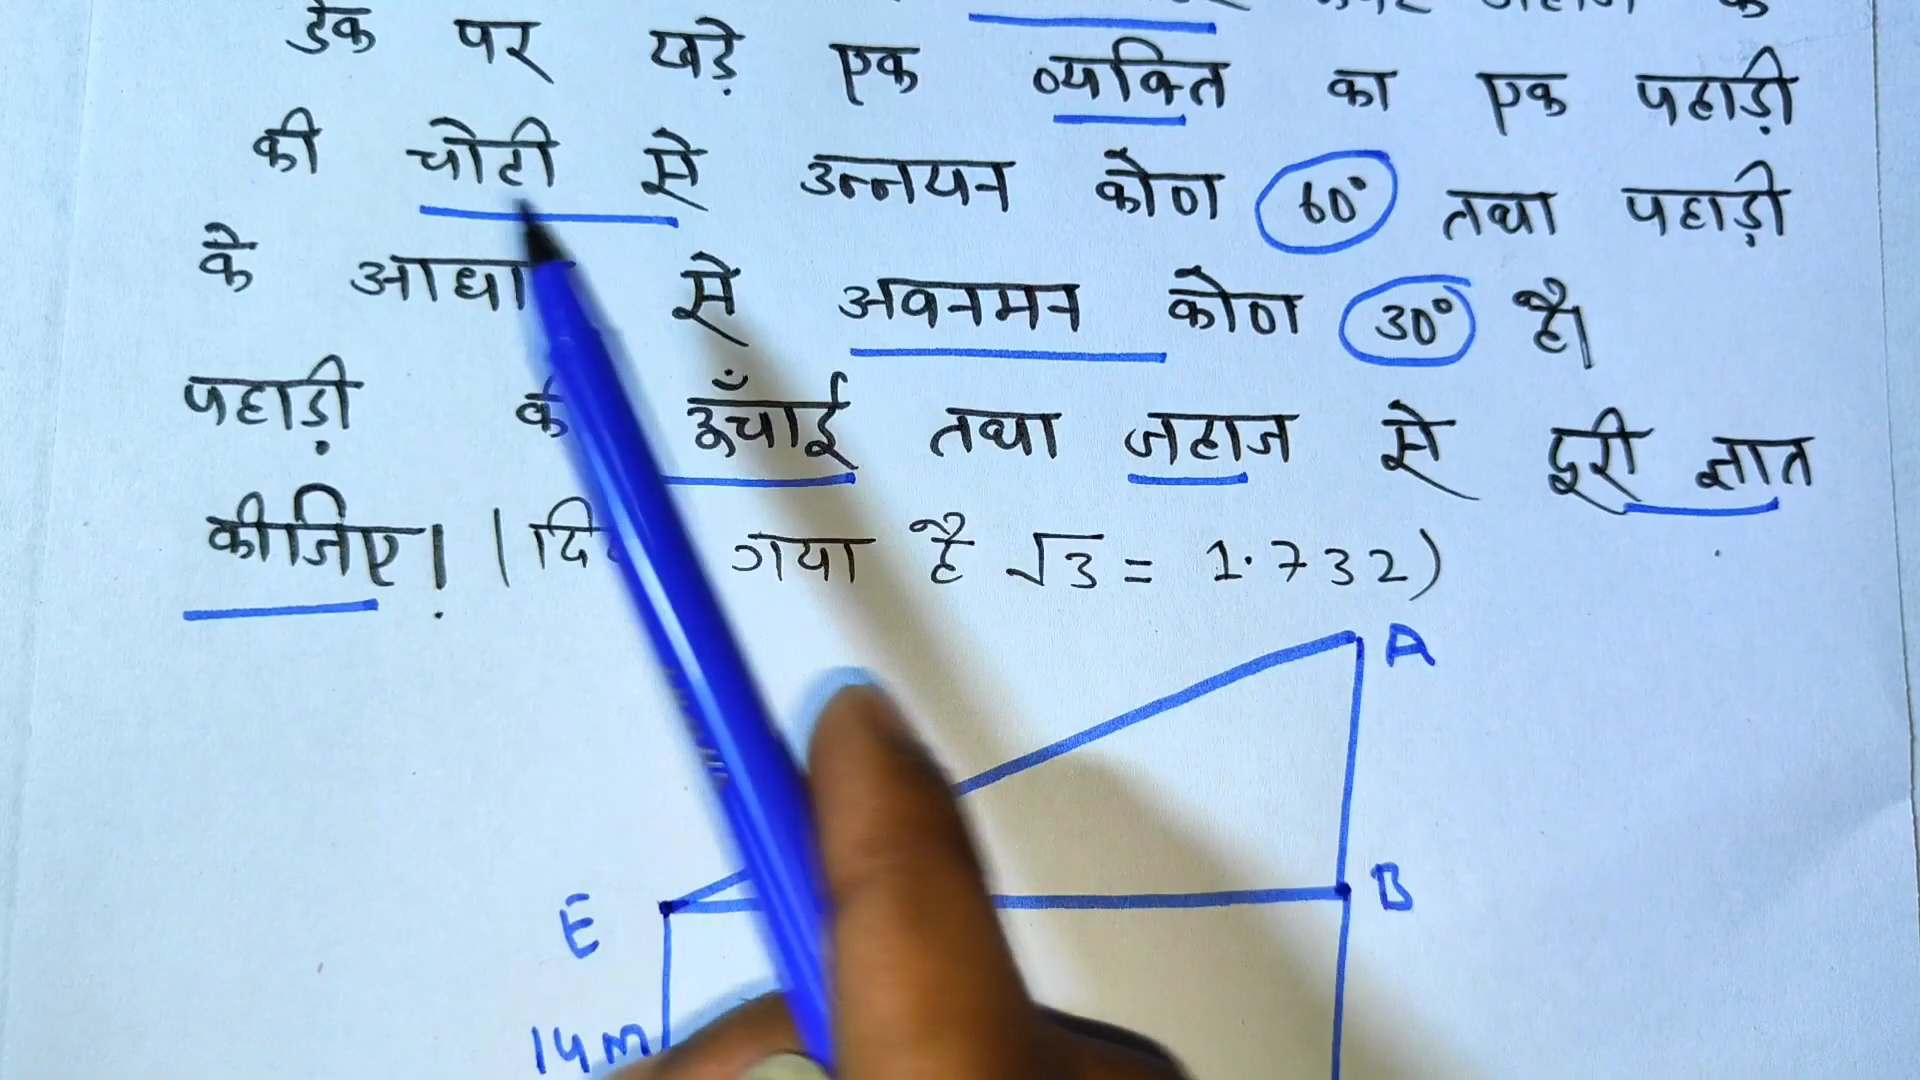 डेक पर खड़े एक व्यक्ति का एक पहाड़ी
की चोटी से उन्नयन कोण 60° तथा पहाड़ी
के से अवनमन कोण 30° है।
पहाड़ी ऊँचाई तथा जहाज से दूरी ज्ञात
कीजिए। (गया है √3 = 1.732)
A
E B
14m